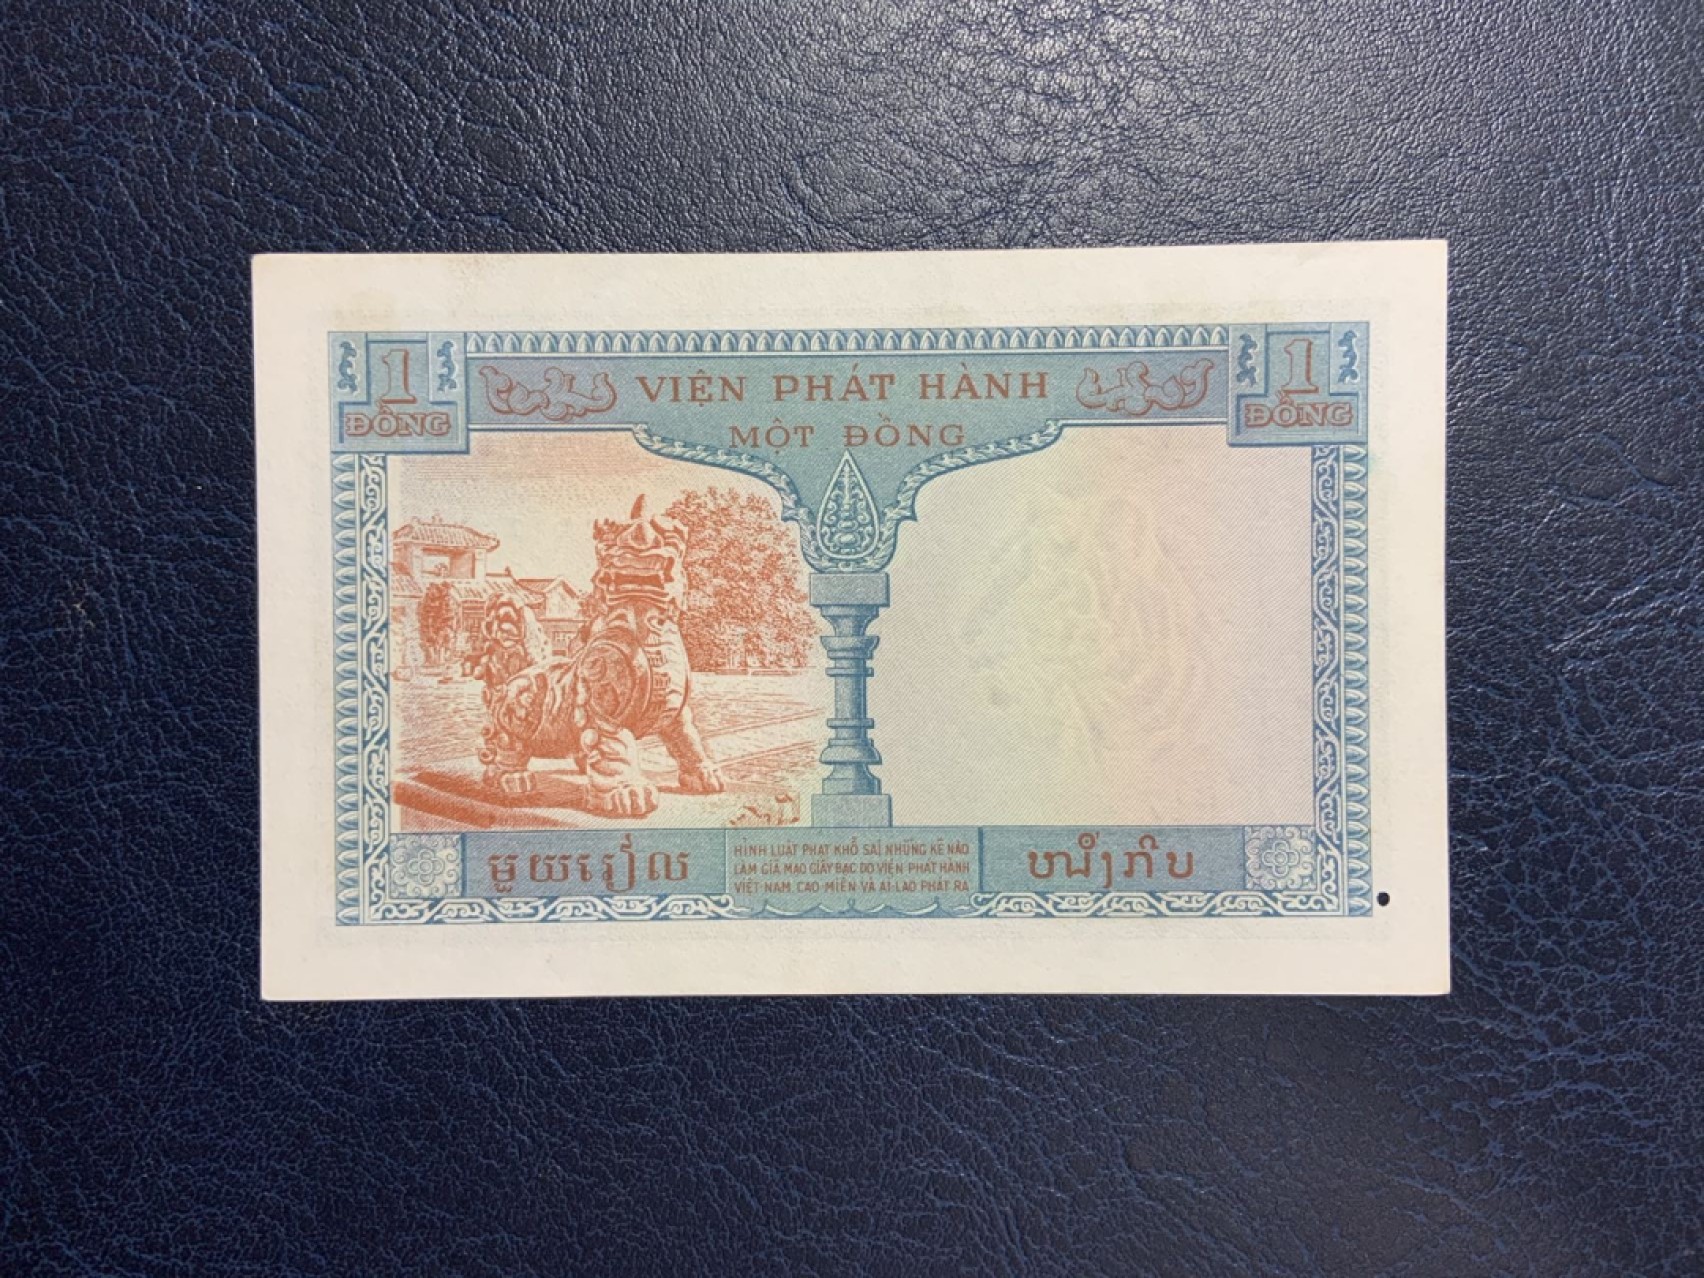 1
ĐỒNG
VIỆN PHÁT HÀNH
1
ĐỒNG
MỘT ĐỒNG
មួយរៀល
HÌNH LUẬT PHẠT KHỔ SAI NHỮNG KẺ NÀO
LÀM GIẢ MẠO GIẤY BẠC DO VIỆN PHÁT HÀNH
VIỆT-NAM, CAO-MIÊN VÀ AI-LAO PHÁT RA
ໜຶ່ງກີບ